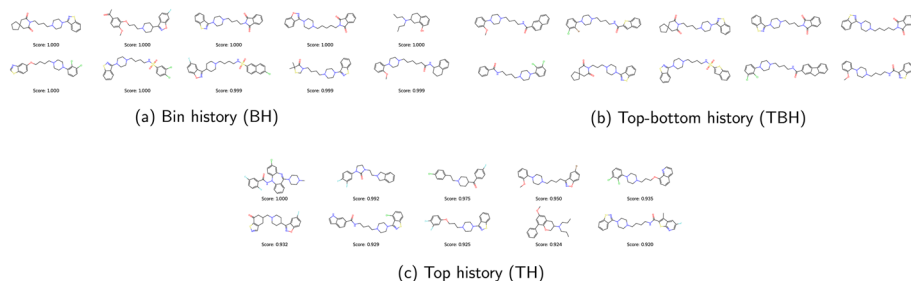 Score: 1.000 Score: 1.000 Score: 1.000 Score: 1.000 Score: 1.000
Score: 1.000 Score: 1.000 Score: 0.999 Score: 0.999 Score: 0.999
(a) Bin history (BH)
(b) Top-bottom history (TBH)
Score: 1.000 Score: 0.992 Score: 0.975 Score: 0.950 Score: 0.935
Score: 0.932 Score: 0.929 Score: 0.925 Score: 0.924 Score: 0.920
(c) Top history (TH)